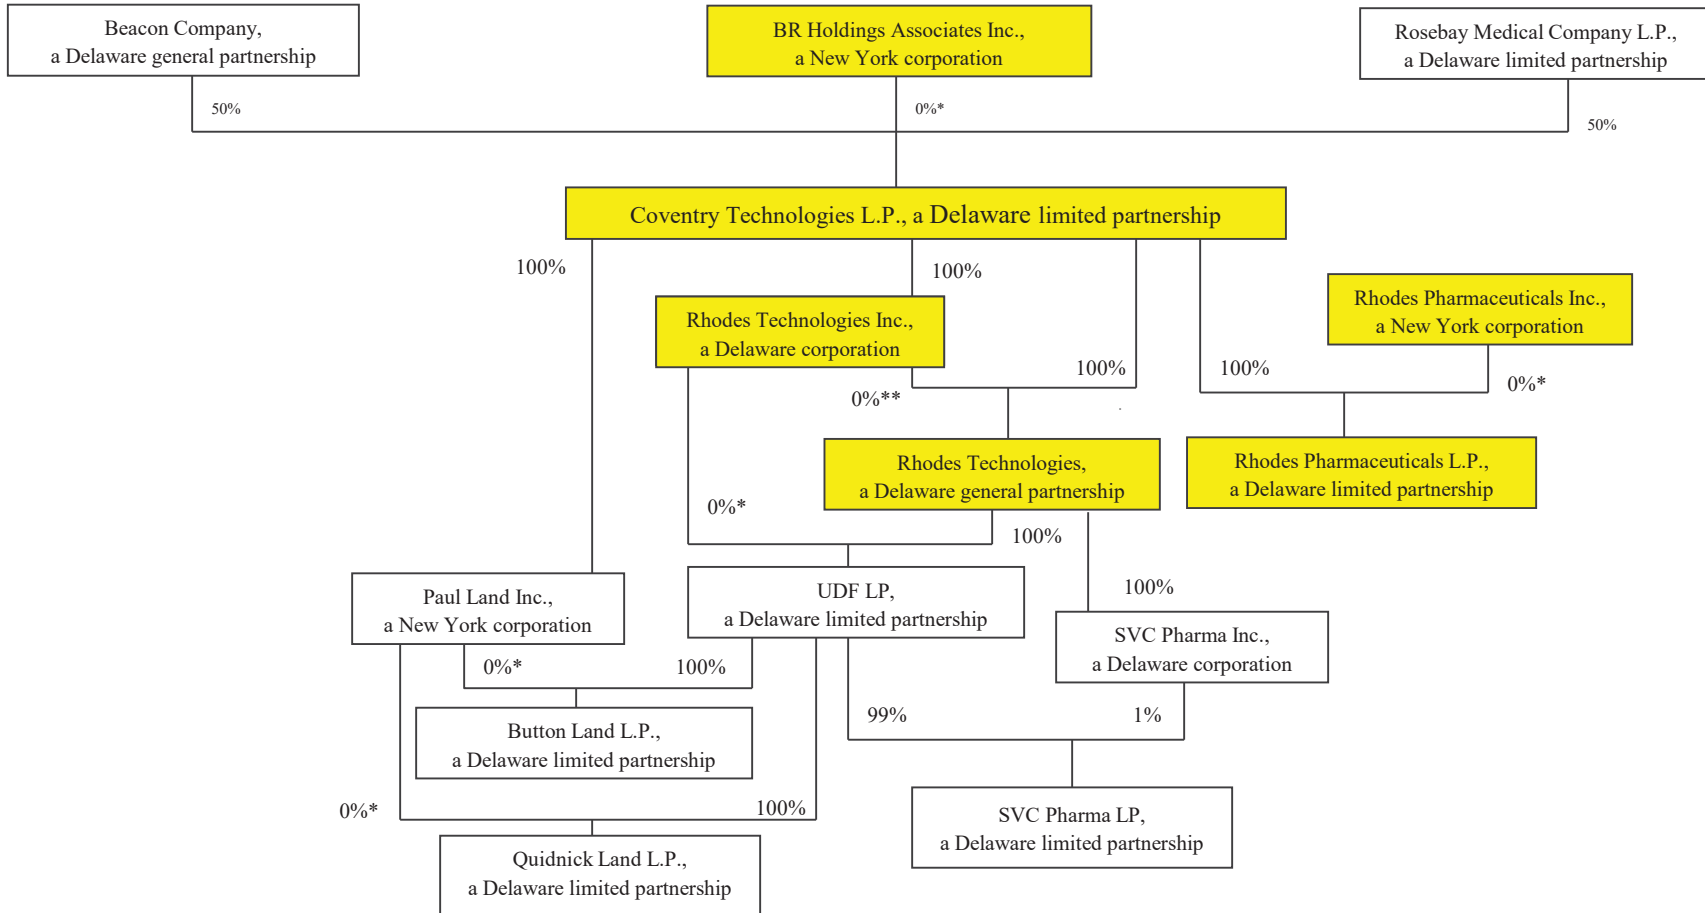 Beacon Company,
a Delaware general partnership
BR Holdings Associates Inc.,
a New York corporation
Rosebay Medical Company L.P.,
a Delaware limited partnership
50%
0%*
50%
Coventry Technologies L.P., a Delaware limited partnership
100%
100%
Rhodes Technologies Inc.,
a Delaware corporation
Rhodes Pharmaceuticals Inc.,
a New York corporation
100%
100%
0%**
0%*
Rhodes Technologies,
a Delaware general partnership
Rhodes Pharmaceuticals L.P.,
a Delaware limited partnership
0%*
100%
Paul Land Inc.,
a New York corporation
UDF LP,
a Delaware limited partnership
100%
SVC Pharma Inc.,
a Delaware corporation
0%*
100%
99%
1%
Button Land L.P.,
a Delaware limited partnership
0%*
100%
SVC Pharma LP,
a Delaware limited partnership
Quidnick Land L.P.,
a Delaware limited partnership